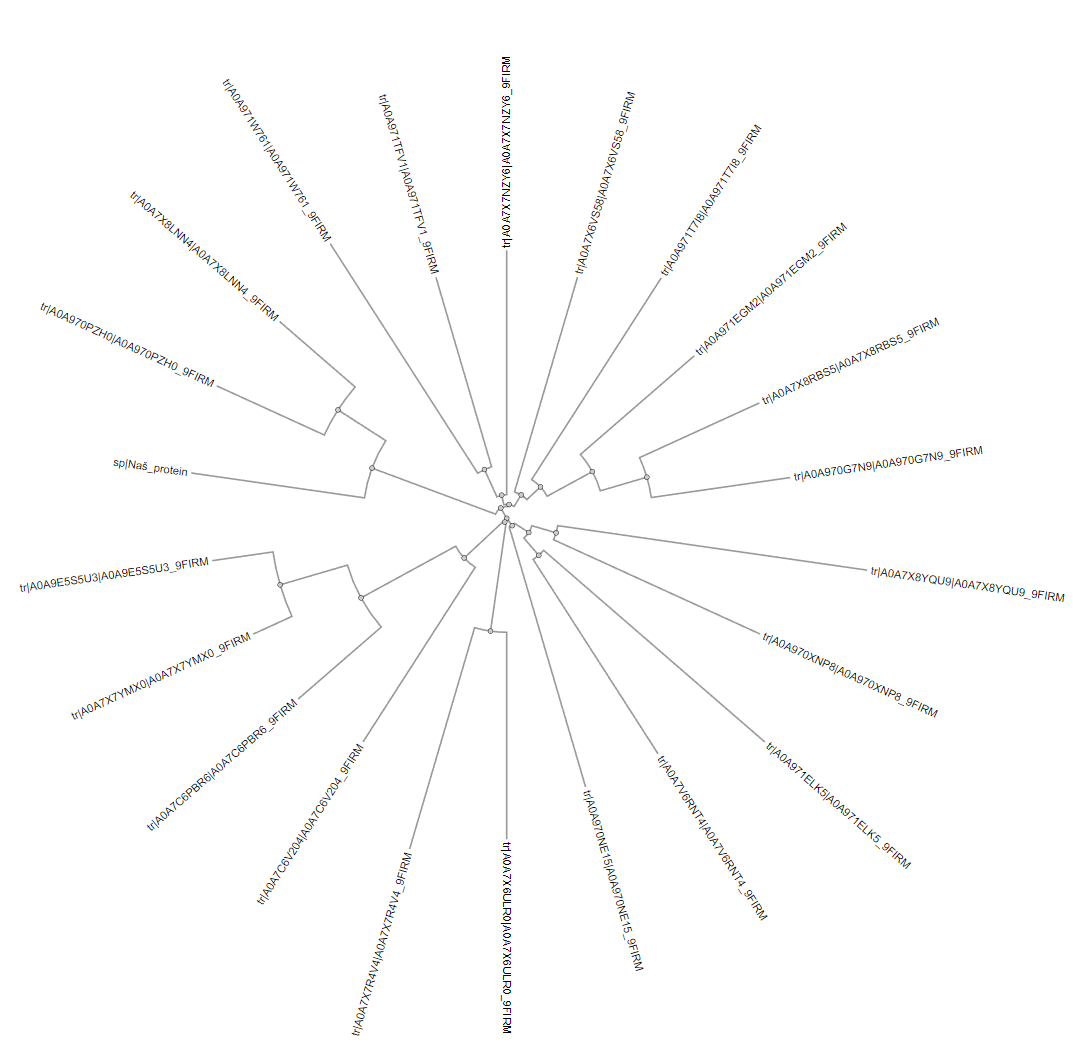 tr|A0A7X7NZY6|A0A7X7NZY6_9FIRM
tr|A0A7X6VS58|A0A7X6VS58_9FIRM
tr|A0A971T7I8|A0A971T7I8_9FIRM
tr|A0A971EGM2|A0A971EGM2_9FIRM
tr|A0A7X8RBS5|A0A7X8RBS5_9FIRM
tr|A0A970G7N9|A0A970G7N9_9FIRM
tr|A0A7X8YQU9|A0A7X8YQU9_9FIRM
tr|A0A970XNP8|A0A970XNP8_9FIRM
tr|A0A971ELK5|A0A971ELK5_9FIRM
tr|A0A7V6RNT4|A0A7V6RNT4_9FIRM
tr|A0A970NE15|A0A970NE15_9FIRM
tr|A0A7X6ULR0|A0A7X6ULR0_9FIRM
tr|A0A7X7R4V4|A0A7X7R4V4_9FIRM
tr|A0A7C6V204|A0A7C6V204_9FIRM
tr|A0A7C6PBR6|A0A7C6PBR6_9FIRM
tr|A0A7X7YMX0|A0A7X7YMX0_9FIRM
tr|A0A9E5S5U3|A0A9E5S5U3_9FIRM
sp|Naš_protein
tr|A0A970PZH0|A0A970PZH0_9FIRM
tr|A0A7X8LNN4|A0A7X8LNN4_9FIRM
tr|A0A971W761|A0A971W761_9FIRM
tr|A0A971TFV1|A0A971TFV1_9FIRM